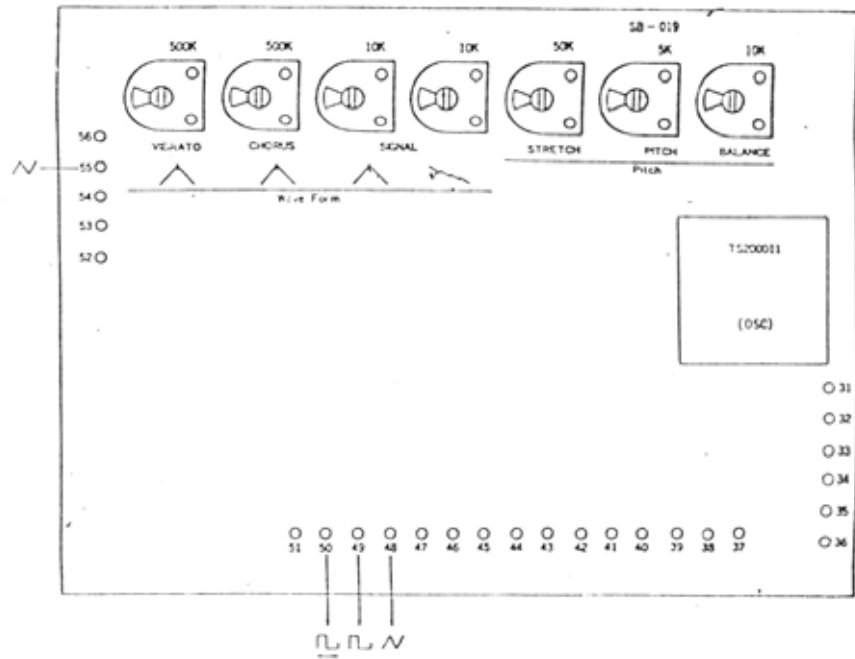 SB-019
500K 500K 10K 10K 50K 5K 10K
CHORUS SIGNAL STRETCH PITCH BALANCE
Wave Form Pitch
56
55
54
53
52
(OSC)
31
32
33
34
35
36
51 50 49 48 47 46 45 44 43 42 41 40 39 38 37